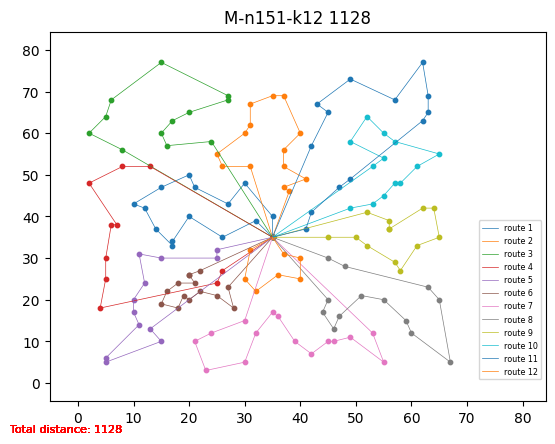 M-n151-k12 1128
80
70
60
50
40
30
20
10
0
route 1
route 2
route 3
route 4
route 5
route 6
route 7
route 8
route 9
route 10
route 11
route 12
0 10 20 30 40 50 60 70 80
Total distance: 1128